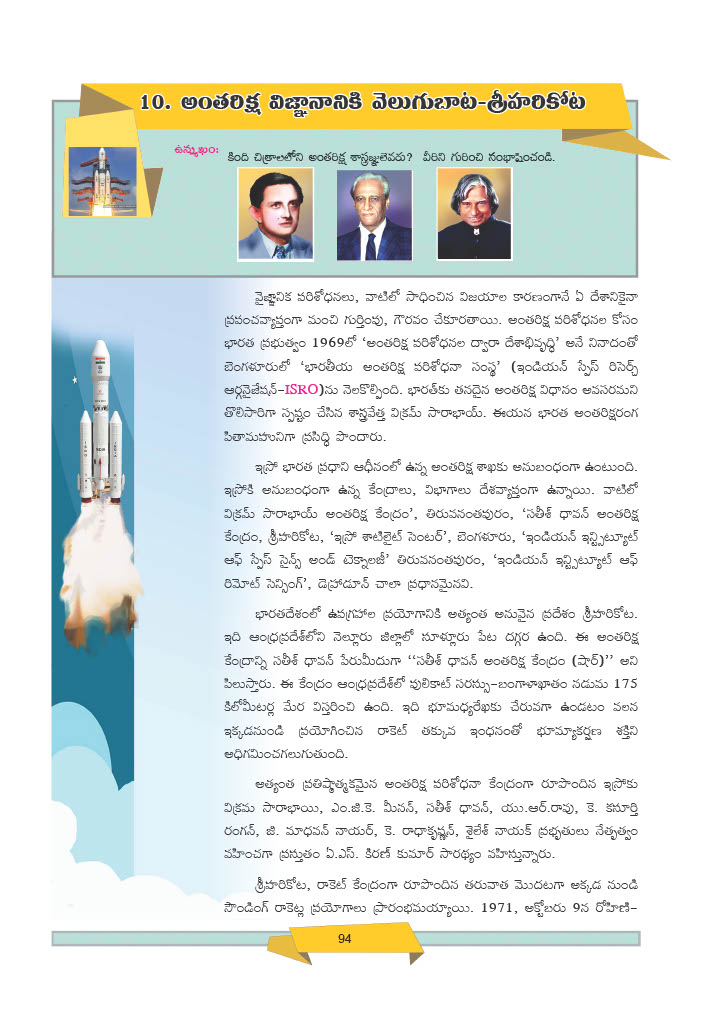 10. అంతరిక్ష విజ్ఞానానికి వెలుగుబాట-శ్రీహరికోట
ఉన్ముఖం:
కింది చిత్రాలలోని అంతరిక్ష శాస్త్రజ్ఞులెవరు? వీరిని గురించి సంభాషించండి.
వైజ్ఞానిక పరిశోధనలు, వాటిలో సాధించిన విజయాల కారణంగానే ఏ దేశానికైనా
ప్రపంచవ్యాప్తంగా మంచి గుర్తింపు, గౌరవం చేకూరతాయి. అంతరిక్ష పరిశోధనల కోసం
భారత ప్రభుత్వం 1969లో ‘అంతరిక్ష పరిశోధనల ద్వారా దేశాభివృద్ధి’ అనే నినాదంతో
బెంగళూరులో ‘భారతీయ అంతరిక్ష పరిశోధనా సంస్థ’ (ఇండియన్ స్పేస్ రిసెర్చ్
ఆర్గనైజేషన్-ISRO)ను నెలకొల్పింది. భారత్‌కు తనదైన అంతరిక్ష విధానం అవసరమని
తొలిసారిగా స్పష్టం చేసిన శాస్త్రవేత్త విక్రమ్ సారాభాయ్. ఈయన భారత అంతరిక్షరంగ
పితామహునిగా ప్రసిద్ధి పొందారు.
ఇస్రో భారత ప్రధాని ఆధీనంలో ఉన్న అంతరిక్ష శాఖకు అనుబంధంగా ఉంటుంది.
ఇస్రోకి అనుబంధంగా ఉన్న కేంద్రాలు, విభాగాలు దేశవ్యాప్తంగా ఉన్నాయి. వాటిలో
విక్రమ్ సారాభాయ్ అంతరిక్ష కేంద్రం’, తిరువనంతపురం, ‘సతీశ్ ధావన్ అంతరిక్ష
కేంద్రం, శ్రీహరికోట, ‘ఇస్రో శాటిలైట్ సెంటర్’, బెంగళూరు, ‘ఇండియన్ ఇన్స్టిట్యూట్
ఆఫ్ స్పేస్ సైన్స్ అండ్ టెక్నాలజీ’ తిరువనంతపురం, ‘ఇండియన్ ఇన్స్టిట్యూట్ ఆఫ్
రిమోట్ సెన్సింగ్’, డెహ్రాడూన్ చాలా ప్రధానమైనవి.
భారతదేశంలో ఉపగ్రహాల ప్రయోగానికి అత్యంత అనువైన ప్రదేశం శ్రీహరికోట.
ఇది ఆంధ్రప్రదేశ్‌లోని నెల్లూరు జిల్లాలో సూళ్లూరు పేట దగ్గర ఉంది. ఈ అంతరిక్ష
కేంద్రాన్ని సతీశ్ ధావన్ పేరుమీదుగా ‘‘సతీశ్ ధావన్ అంతరిక్ష కేంద్రం (షార్)’’ అని
పిలుస్తారు. ఈ కేంద్రం ఆంధ్రప్రదేశ్‌లో పులికాట్ సరస్సు-బంగాళాఖాతం నడుమ 175
కిలోమీటర్ల మేర విస్తరించి ఉంది. ఇది భూమధ్యరేఖకు చేరువగా ఉండటం వలన
ఇక్కడనుండి ప్రయోగించిన రాకెట్ తక్కువ ఇంధనంతో భూమ్యాకర్షణ శక్తిని
అధిగమించగలుగుతుంది.
అత్యంత ప్రతిష్ఠాత్మకమైన అంతరిక్ష పరిశోధనా కేంద్రంగా రూపొందిన ఇస్రోకు
విక్రమ సారాభాయి, ఎం.జి.కె. మీనన్, సతీశ్ ధావన్, యు.ఆర్.రావు, కె. కస్తూరి
రంగన్, జి. మాధవన్ నాయర్, కె. రాధాకృష్ణన్, శైలేశ్ నాయక్ ప్రభృతులు నేతృత్వం
వహించగా ప్రస్తుతం ఏ.ఎస్. కిరణ్ కుమార్ సారథ్యం వహిస్తున్నారు.
శ్రీహరికోట, రాకెట్ కేంద్రంగా రూపొందిన తరువాత మొదటగా అక్కడ నుండి
సౌండింగ్ రాకెట్ల ప్రయోగాలు ప్రారంభమయ్యాయి. 1971, అక్టోబరు 9న రోహిణి-
94